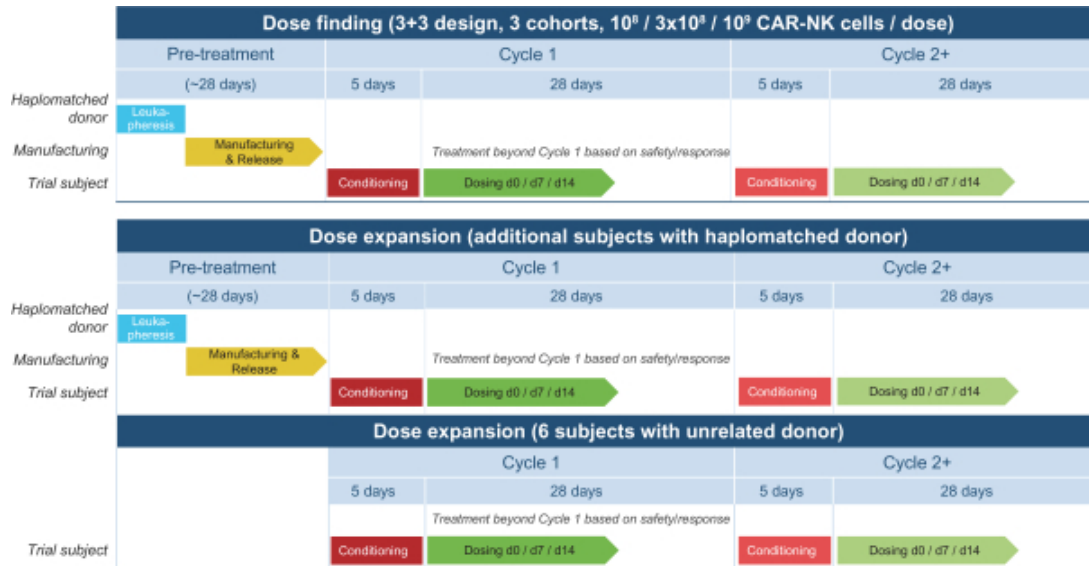 Dose finding (3+3 design, 3 cohorts, 10⁸ / 3x10⁸ / 10⁹ CAR-NK cells / dose)
Pre-treatment Cycle 1 Cycle 2+
(~28 days) 5 days 28 days 5 days 28 days
Haplomatched
donor
Leuka-
pheresis
Manufacturing
Manufacturing
& Release
Treatment beyond Cycle 1 based on safety/response
Trial subject Conditioning Dosing d0 / d7 / d14 Conditioning Dosing d0 / d7 / d14
Dose expansion (additional subjects with haplomatched donor)
Pre-treatment Cycle 1 Cycle 2+
(~28 days) 5 days 28 days 5 days 28 days
Haplomatched
donor
Leuka-
pheresis
Manufacturing
Manufacturing &
Release
Treatment beyond Cycle 1 based on safety/response
Trial subject Conditioning Dosing d0 / d7 / d14 Conditioning Dosing d0 / d7 / d14
Dose expansion (6 subjects with unrelated donor)
Cycle 1 Cycle 2+
5 days 28 days 5 days 28 days
Treatment beyond Cycle 1 based on safety/response
Trial subject Conditioning Dosing d0 / d7 / d14 Conditioning Dosing d0 / d7 / d14